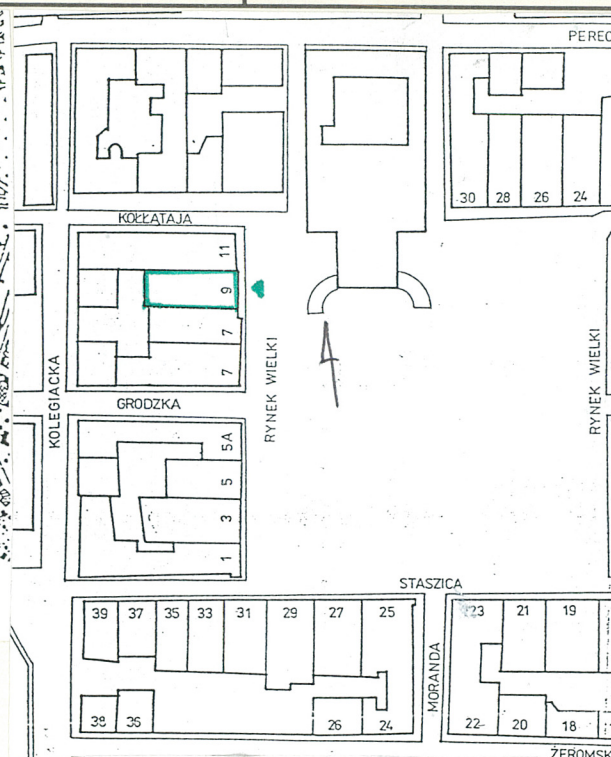 PEREC
30 28 26 24
KOŁŁĄTAJA
11
9
7
7
RYNEK WIELKI
RYNEK WIELKI
KOLEGIACKA
GRODZKA
5A
5
3
1
STASZICA
39 37 35 33 31 29 27 25
23 21 19
MORANDA
38 36 26 24
22 20 18
ŻEROMSK